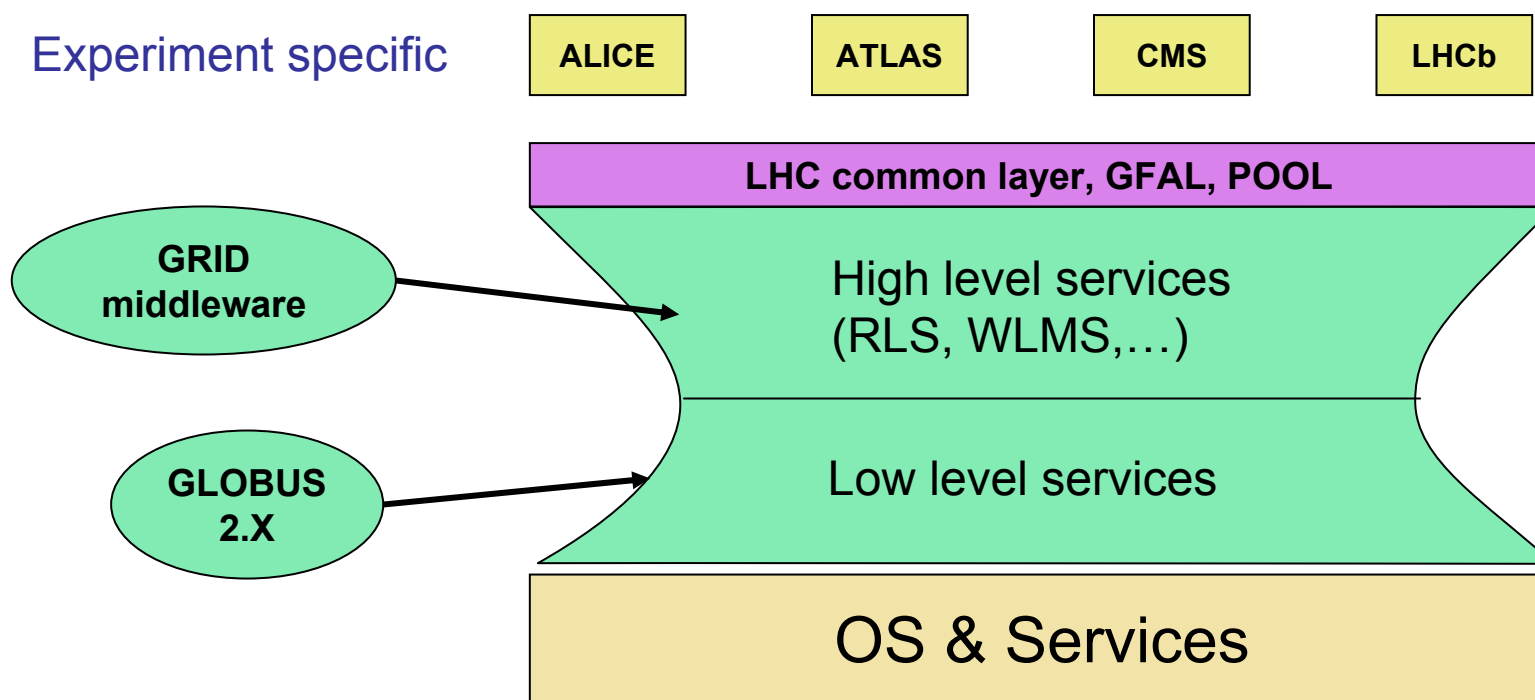 Experiment specific
ALICE
ATLAS
CMS
LHCb
LHC common layer, GFAL, POOL
GRID
middleware
High level services
(RLS, WLMS,…)
GLOBUS
2.X
Low level services
OS & Services